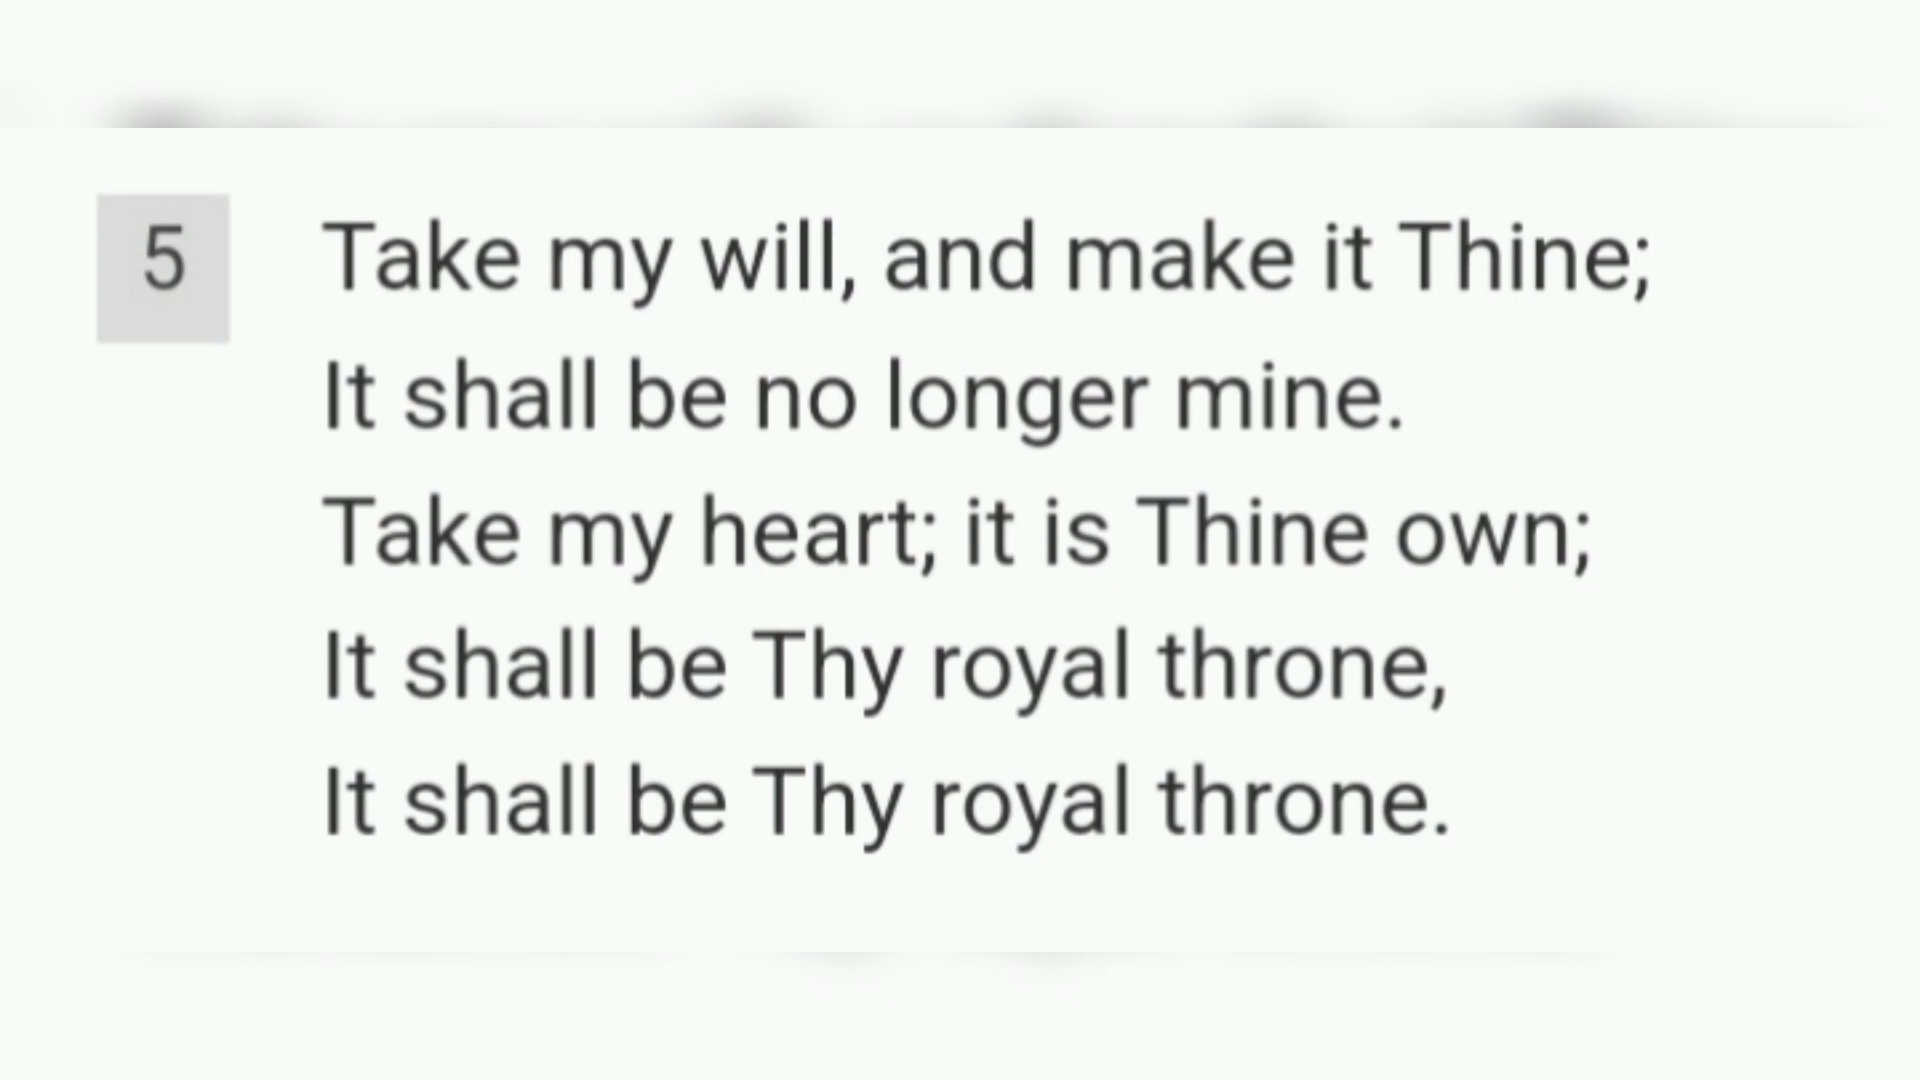 5 Take my will, and make it Thine;
It shall be no longer mine.
Take my heart; it is Thine own;
It shall be Thy royal throne,
It shall be Thy royal throne.